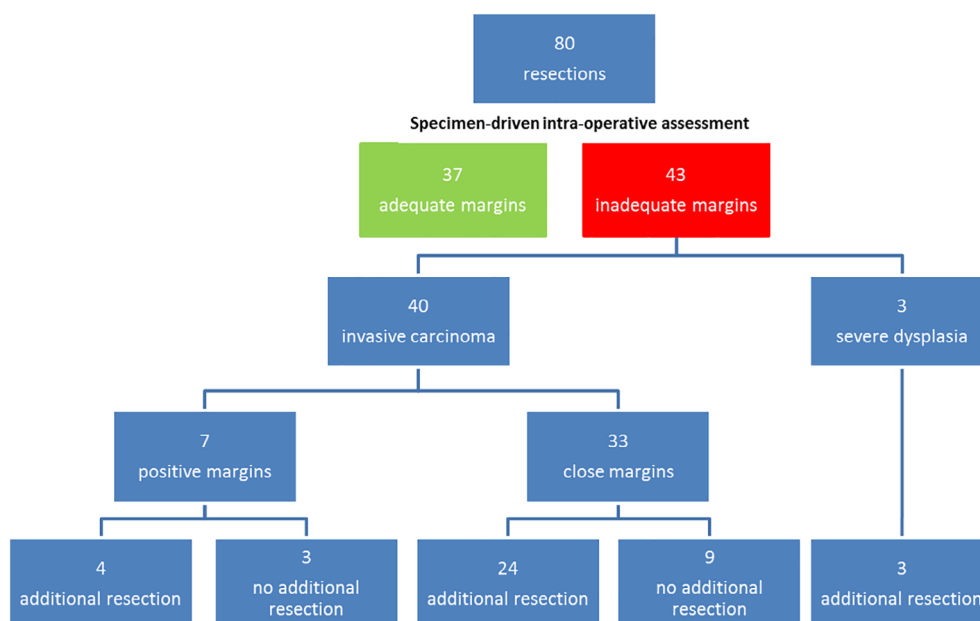 80
resections
Specimen-driven intra-operative assessment
37
adequate margins
43
inadequate margins
40
invasive carcinoma
3
severe dysplasia
7
positive margins
33
close margins
4
additional resection
3
no additional
resection
24
additional resection
9
no additional
resection
3
additional resection